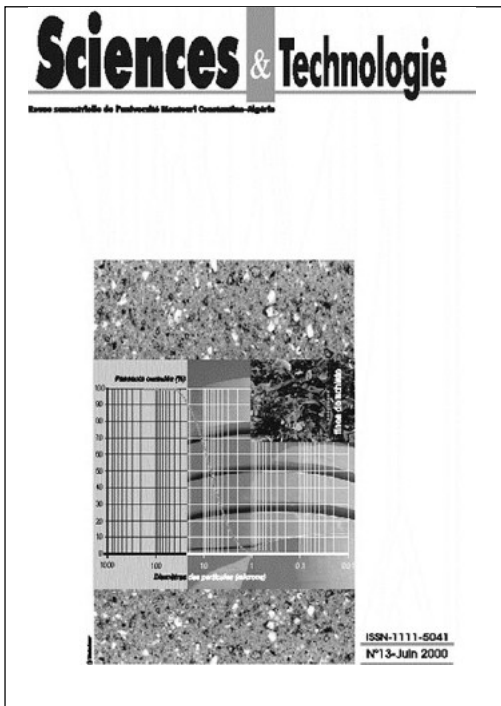 Sciences & Technologie
Revue semestrielle de l'université Mentouri Constantine-Algérie
Passants cumulés (%)
100
90
80
70
60
50
40
30
20
10
0
1000 100 10 1 0.1 0.01
Diamètres des particules (microns)
ISSN-1111-5041
N°13-Juin 2000